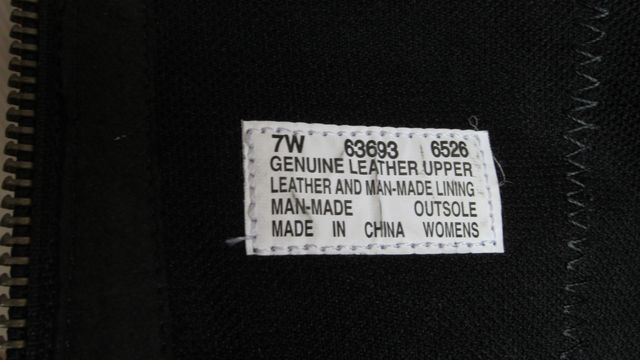 7W 63693 6526
GENUINE LEATHER UPPER
LEATHER AND MAN-MADE LINING
MAN-MADE OUTSOLE
MADE IN CHINA WOMENS